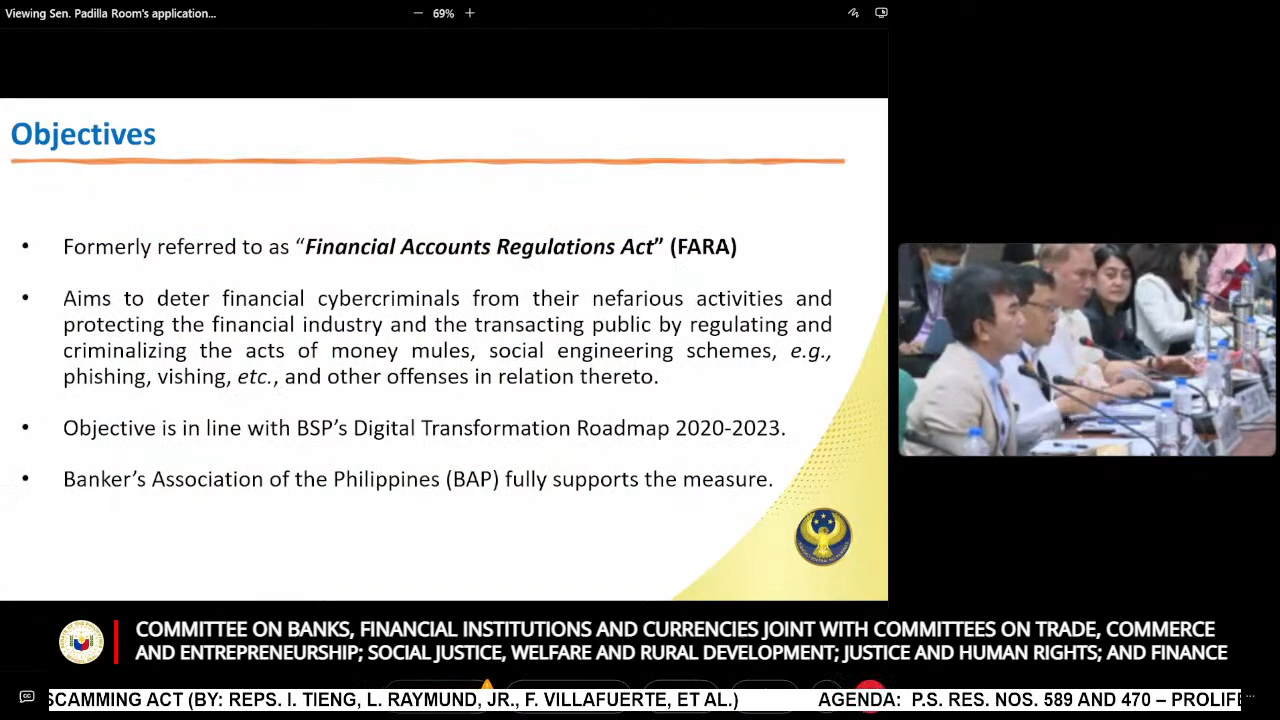 Viewing Sen. Padilla Room's application...
69%
Objectives
• Formerly referred to as “Financial Accounts Regulations Act” (FARA)
• Aims to deter financial cybercriminals from their nefarious activities and
protecting the financial industry and the transacting public by regulating and
criminalizing the acts of money mules, social engineering schemes, e.g.,
phishing, vishing, etc., and other offenses in relation thereto.
• Objective is in line with BSP’s Digital Transformation Roadmap 2020-2023.
• Banker’s Association of the Philippines (BAP) fully supports the measure.
COMMITTEE ON BANKS, FINANCIAL INSTITUTIONS AND CURRENCIES JOINT WITH COMMITTEES ON TRADE, COMMERCE
AND ENTREPRENEURSHIP; SOCIAL JUSTICE, WELFARE AND RURAL DEVELOPMENT; JUSTICE AND HUMAN RIGHTS; AND FINANCE
SCAMMING ACT (BY: REPS. I. TIENG, L. RAYMUND, JR., F. VILLAFUERTE, ET AL.) AGENDA: P.S. RES. NOS. 589 AND 470 – PROLIFE